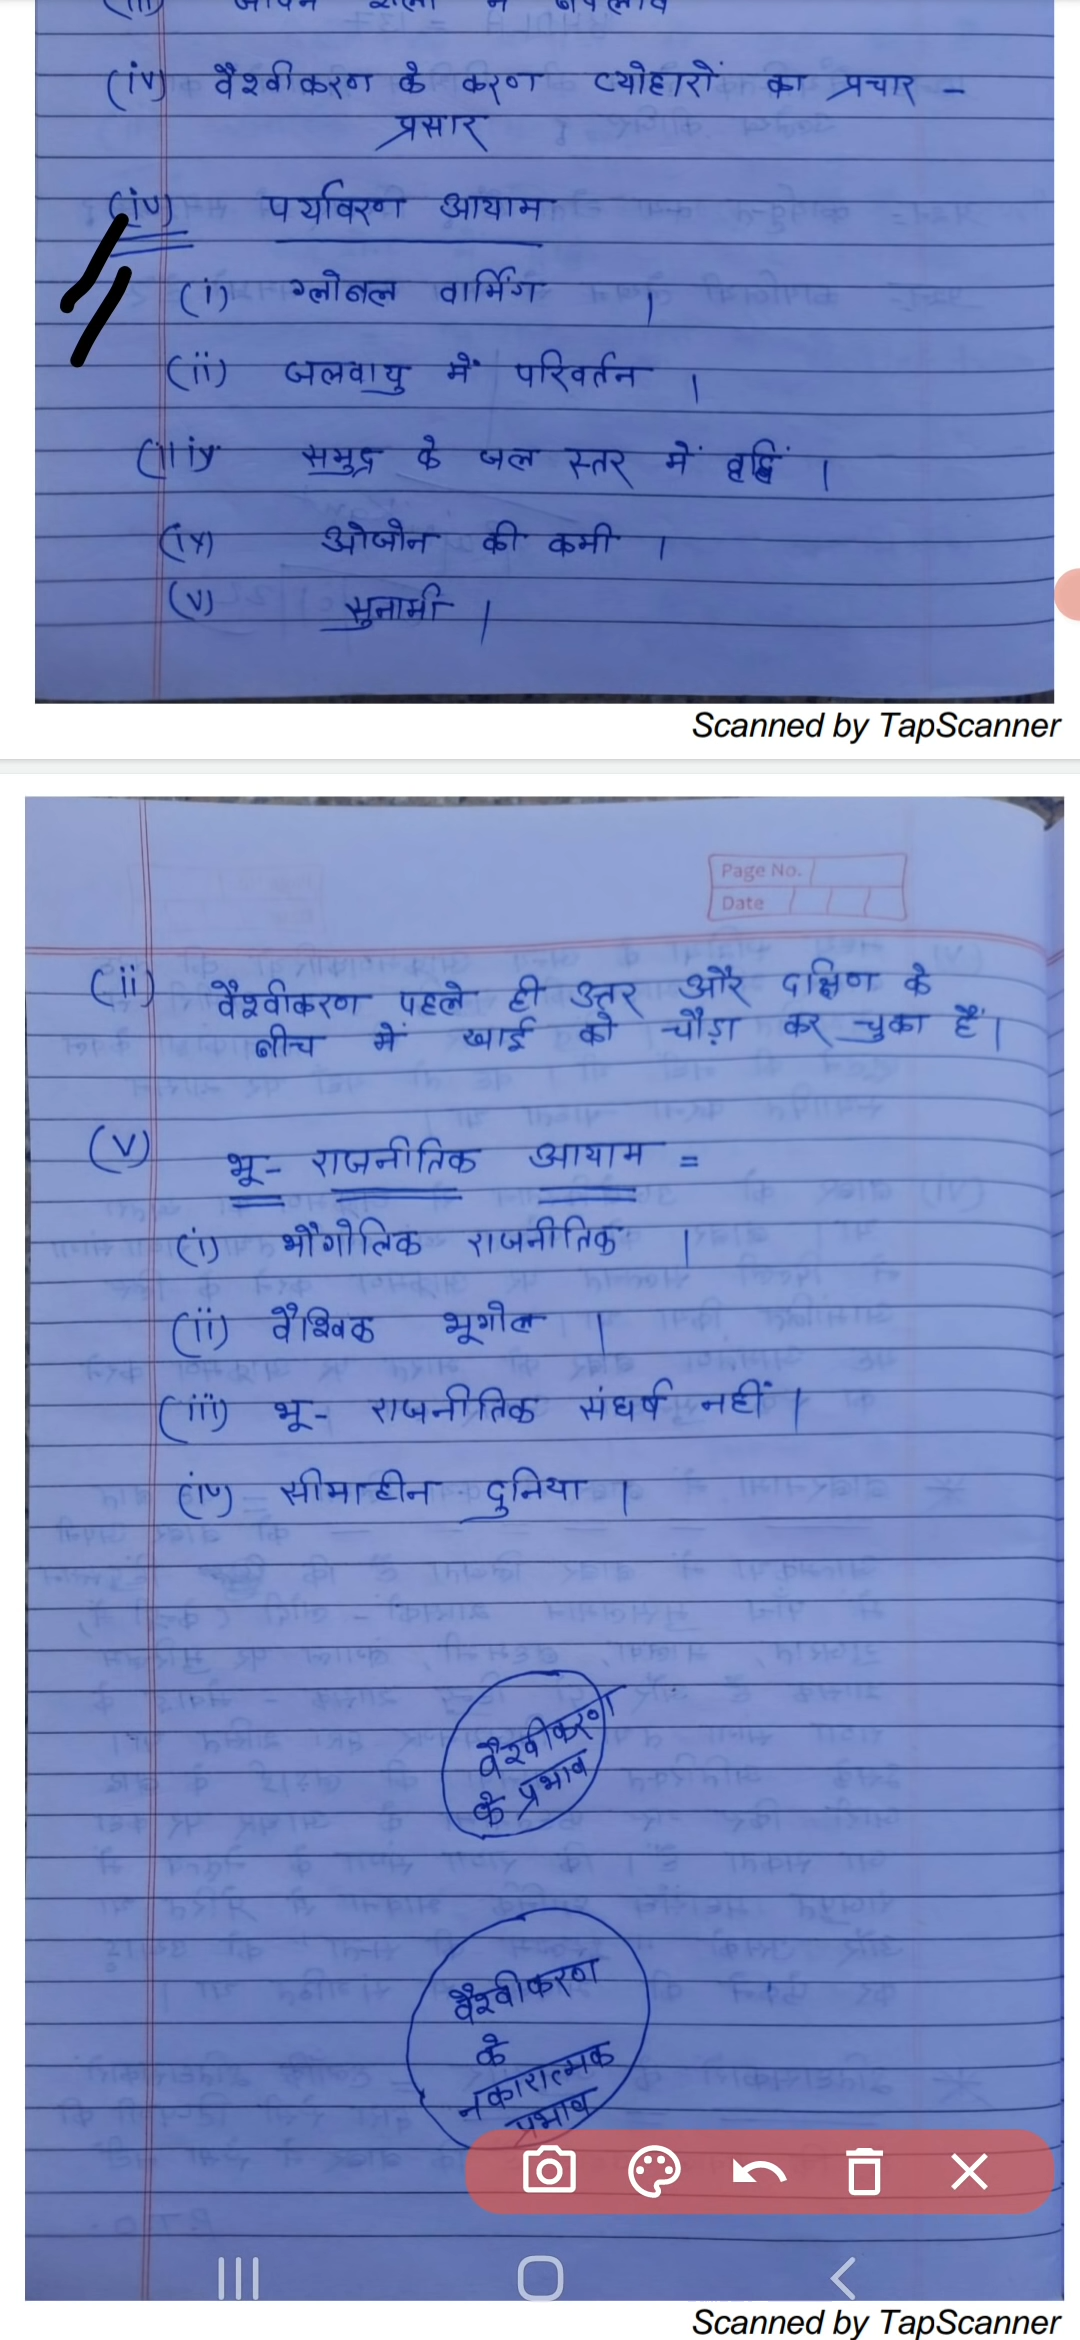 (iii) जीवन शैली में बदलाव
(iv) वैश्वीकरण के करण त्योहारों का प्रचार -
प्रसार
(iv) पर्यावरण आयाम
(i) ग्लोबल वार्मिंग |
(ii) जलवायु में परिवर्तन |
समुद्र के जल स्तर में वृद्धि |
(iv) ओजोन की कमी |
(v) सुनामी |
Scanned by TapScanner
Page No.
Date
(ii) वैश्वीकरण पहले ही उत्तर और दक्षिण के
बीच में खाई को चौड़ा कर चुका हैं|
(v) भू- राजनीतिक आयाम =
(i) भौगोलिक राजनीतिक |
(ii) वैश्विक भूगोल |
(iii) भू- राजनीतिक संघर्ष नहीं |
(iv) सीमाहीन दुनिया |
वैश्वीकरण
के प्रभाव
वैश्वीकरण
के
नकारात्मक
प्रभाव
Scanned by TapScanner